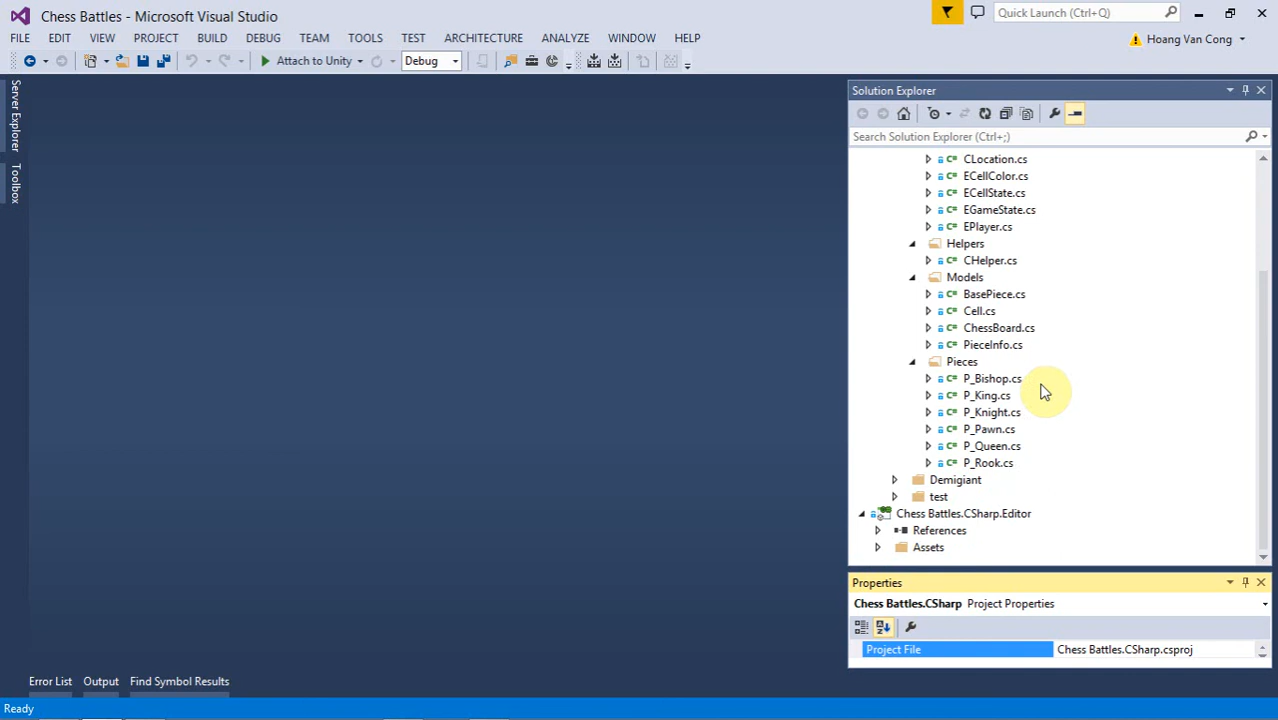 Chess Battles - Microsoft Visual Studio
Quick Launch (Ctrl+Q)
FILE EDIT VIEW PROJECT BUILD DEBUG TEAM TOOLS TEST ARCHITECTURE ANALYZE WINDOW HELP
Hoang Van Cong
Attach to Unity
Debug
Server Explorer
Toolbox
Solution Explorer
Search Solution Explorer (Ctrl+;)
C# CLocation.cs
C# ECellColor.cs
C# ECellState.cs
C# EGameState.cs
C# EPlayer.cs
Helpers
C# CHelper.cs
Models
C# BasePiece.cs
C# Cell.cs
C# ChessBoard.cs
C# PieceInfo.cs
Pieces
C# P_Bishop.cs
C# P_King.cs
C# P_Knight.cs
C# P_Pawn.cs
C# P_Queen.cs
C# P_Rook.cs
Demigiant
test
Chess Battles.CSharp.Editor
References
Assets
Properties
Chess Battles.CSharp Project Properties
Project File Chess Battles.CSharp.csproj
Error List Output Find Symbol Results
Ready